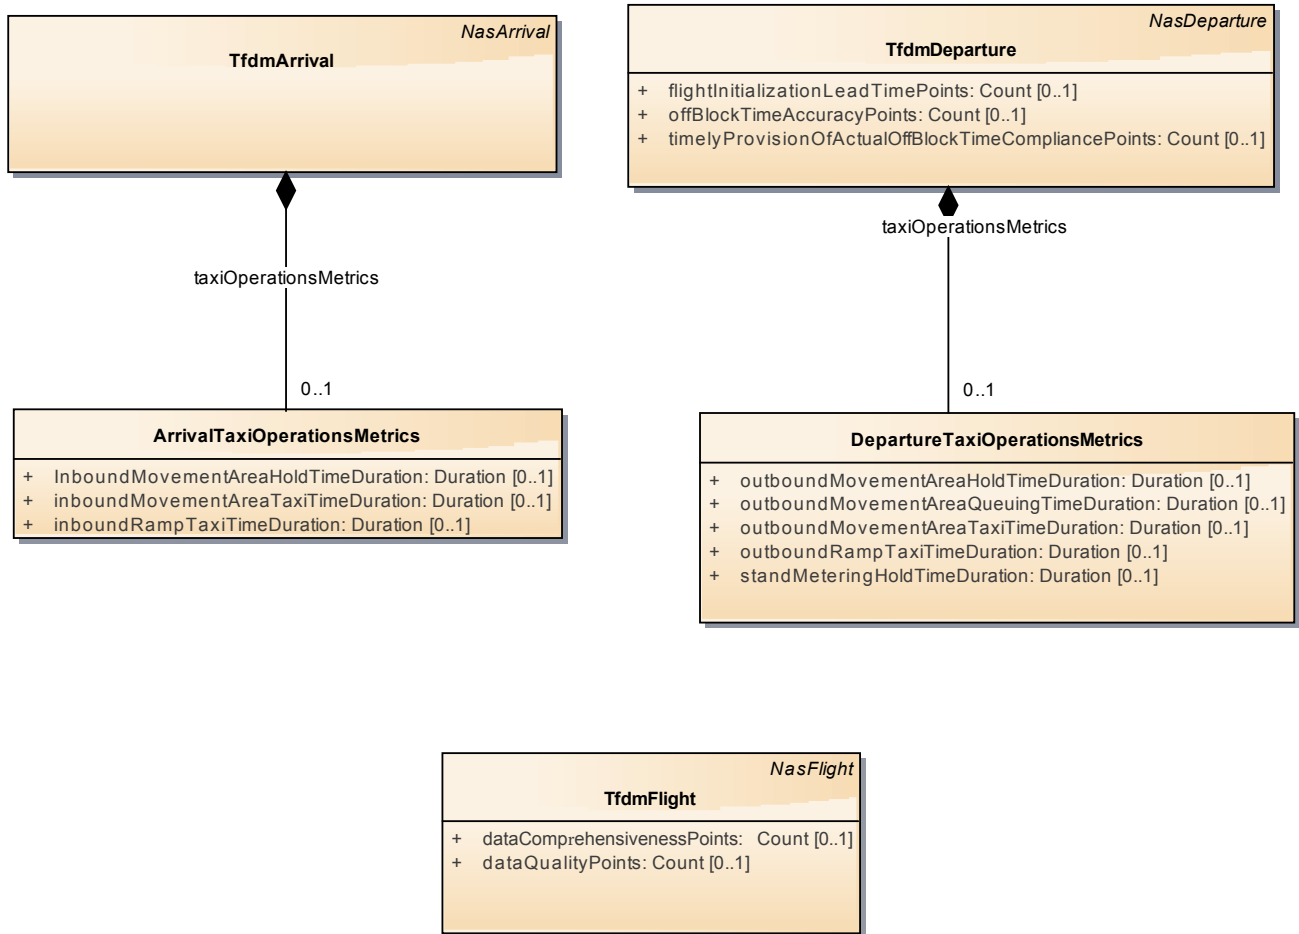 NasArrival
TfdmArrival
NasDeparture
TfdmDeparture
+ flightInitializationLeadTimePoints: Count [0..1]
+ offBlockTimeAccuracyPoints: Count [0..1]
+ timelyProvisionOfActualOffBlockTimeCompliancePoints: Count [0..1]
taxiOperationsMetrics
taxiOperationsMetrics
0..1
0..1
ArrivalTaxiOperationsMetrics
+ InboundMovementAreaHoldTimeDuration: Duration [0..1]
+ inboundMovementAreaTaxiTimeDuration: Duration [0..1]
+ inboundRampTaxiTimeDuration: Duration [0..1]
DepartureTaxiOperationsMetrics
+ outboundMovementAreaHoldTimeDuration: Duration [0..1]
+ outboundMovementAreaQueuingTimeDuration: Duration [0..1]
+ outboundMovementAreaTaxiTimeDuration: Duration [0..1]
+ outboundRampTaxiTimeDuration: Duration [0..1]
+ standMeteringHoldTimeDuration: Duration [0..1]
NasFlight
TfdmFlight
+ dataComprehensivenessPoints: Count [0..1]
+ dataQualityPoints: Count [0..1]